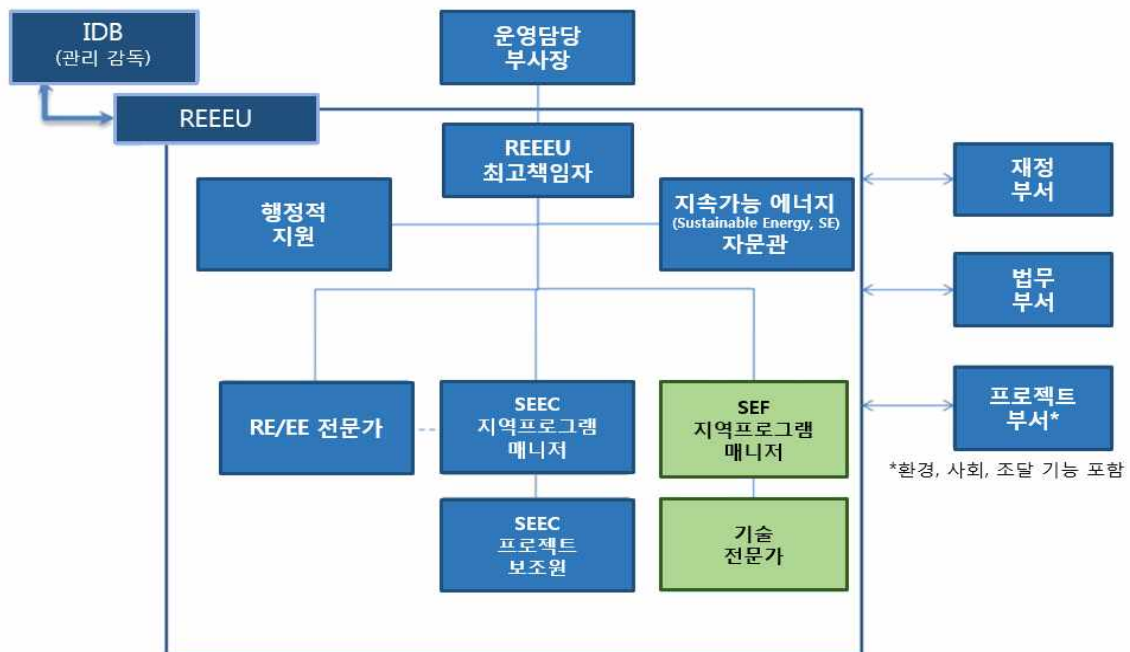 IDB
(관리 감독)
운영담당
부사장
REEEU
REEEU
최고책임자
행정적
지원
지속가능 에너지
(Sustainable Energy, SE)
자문관
재정
부서
법무
부서
RE/EE 전문가
SEEC
지역프로그램
매니저
SEF
지역프로그램
매니저
프로젝트
부서*
*환경, 사회, 조달 기능 포함
SEEC
프로젝트
보조원
기술
전문가